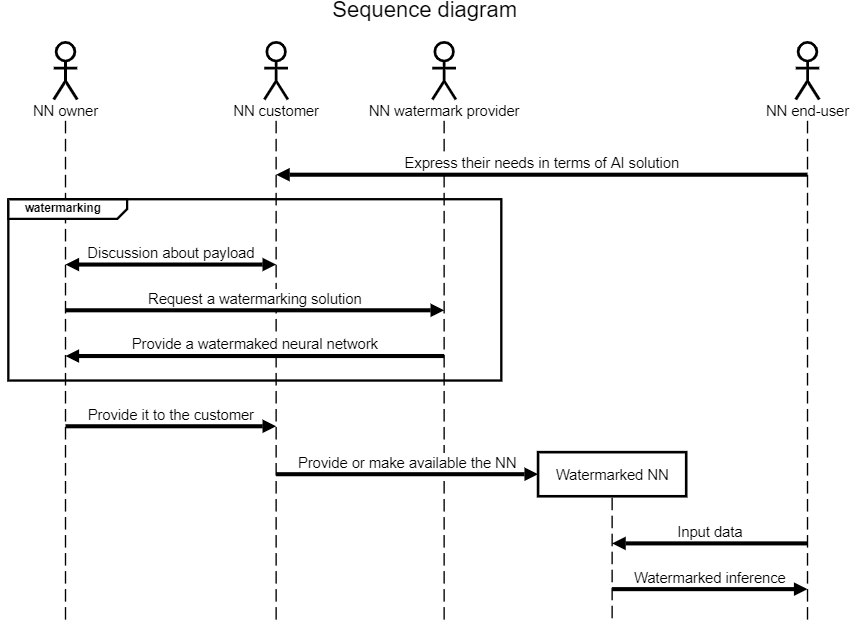 Sequence diagram
NN owner
NN customer
NN watermark provider
NN end-user
Express their needs in terms of AI solution
watermarking
Discussion about payload
Request a watermarking solution
Provide a watermaked neural network
Provide it to the customer
Provide or make available the NN
Watermarked NN
Input data
Watermarked inference